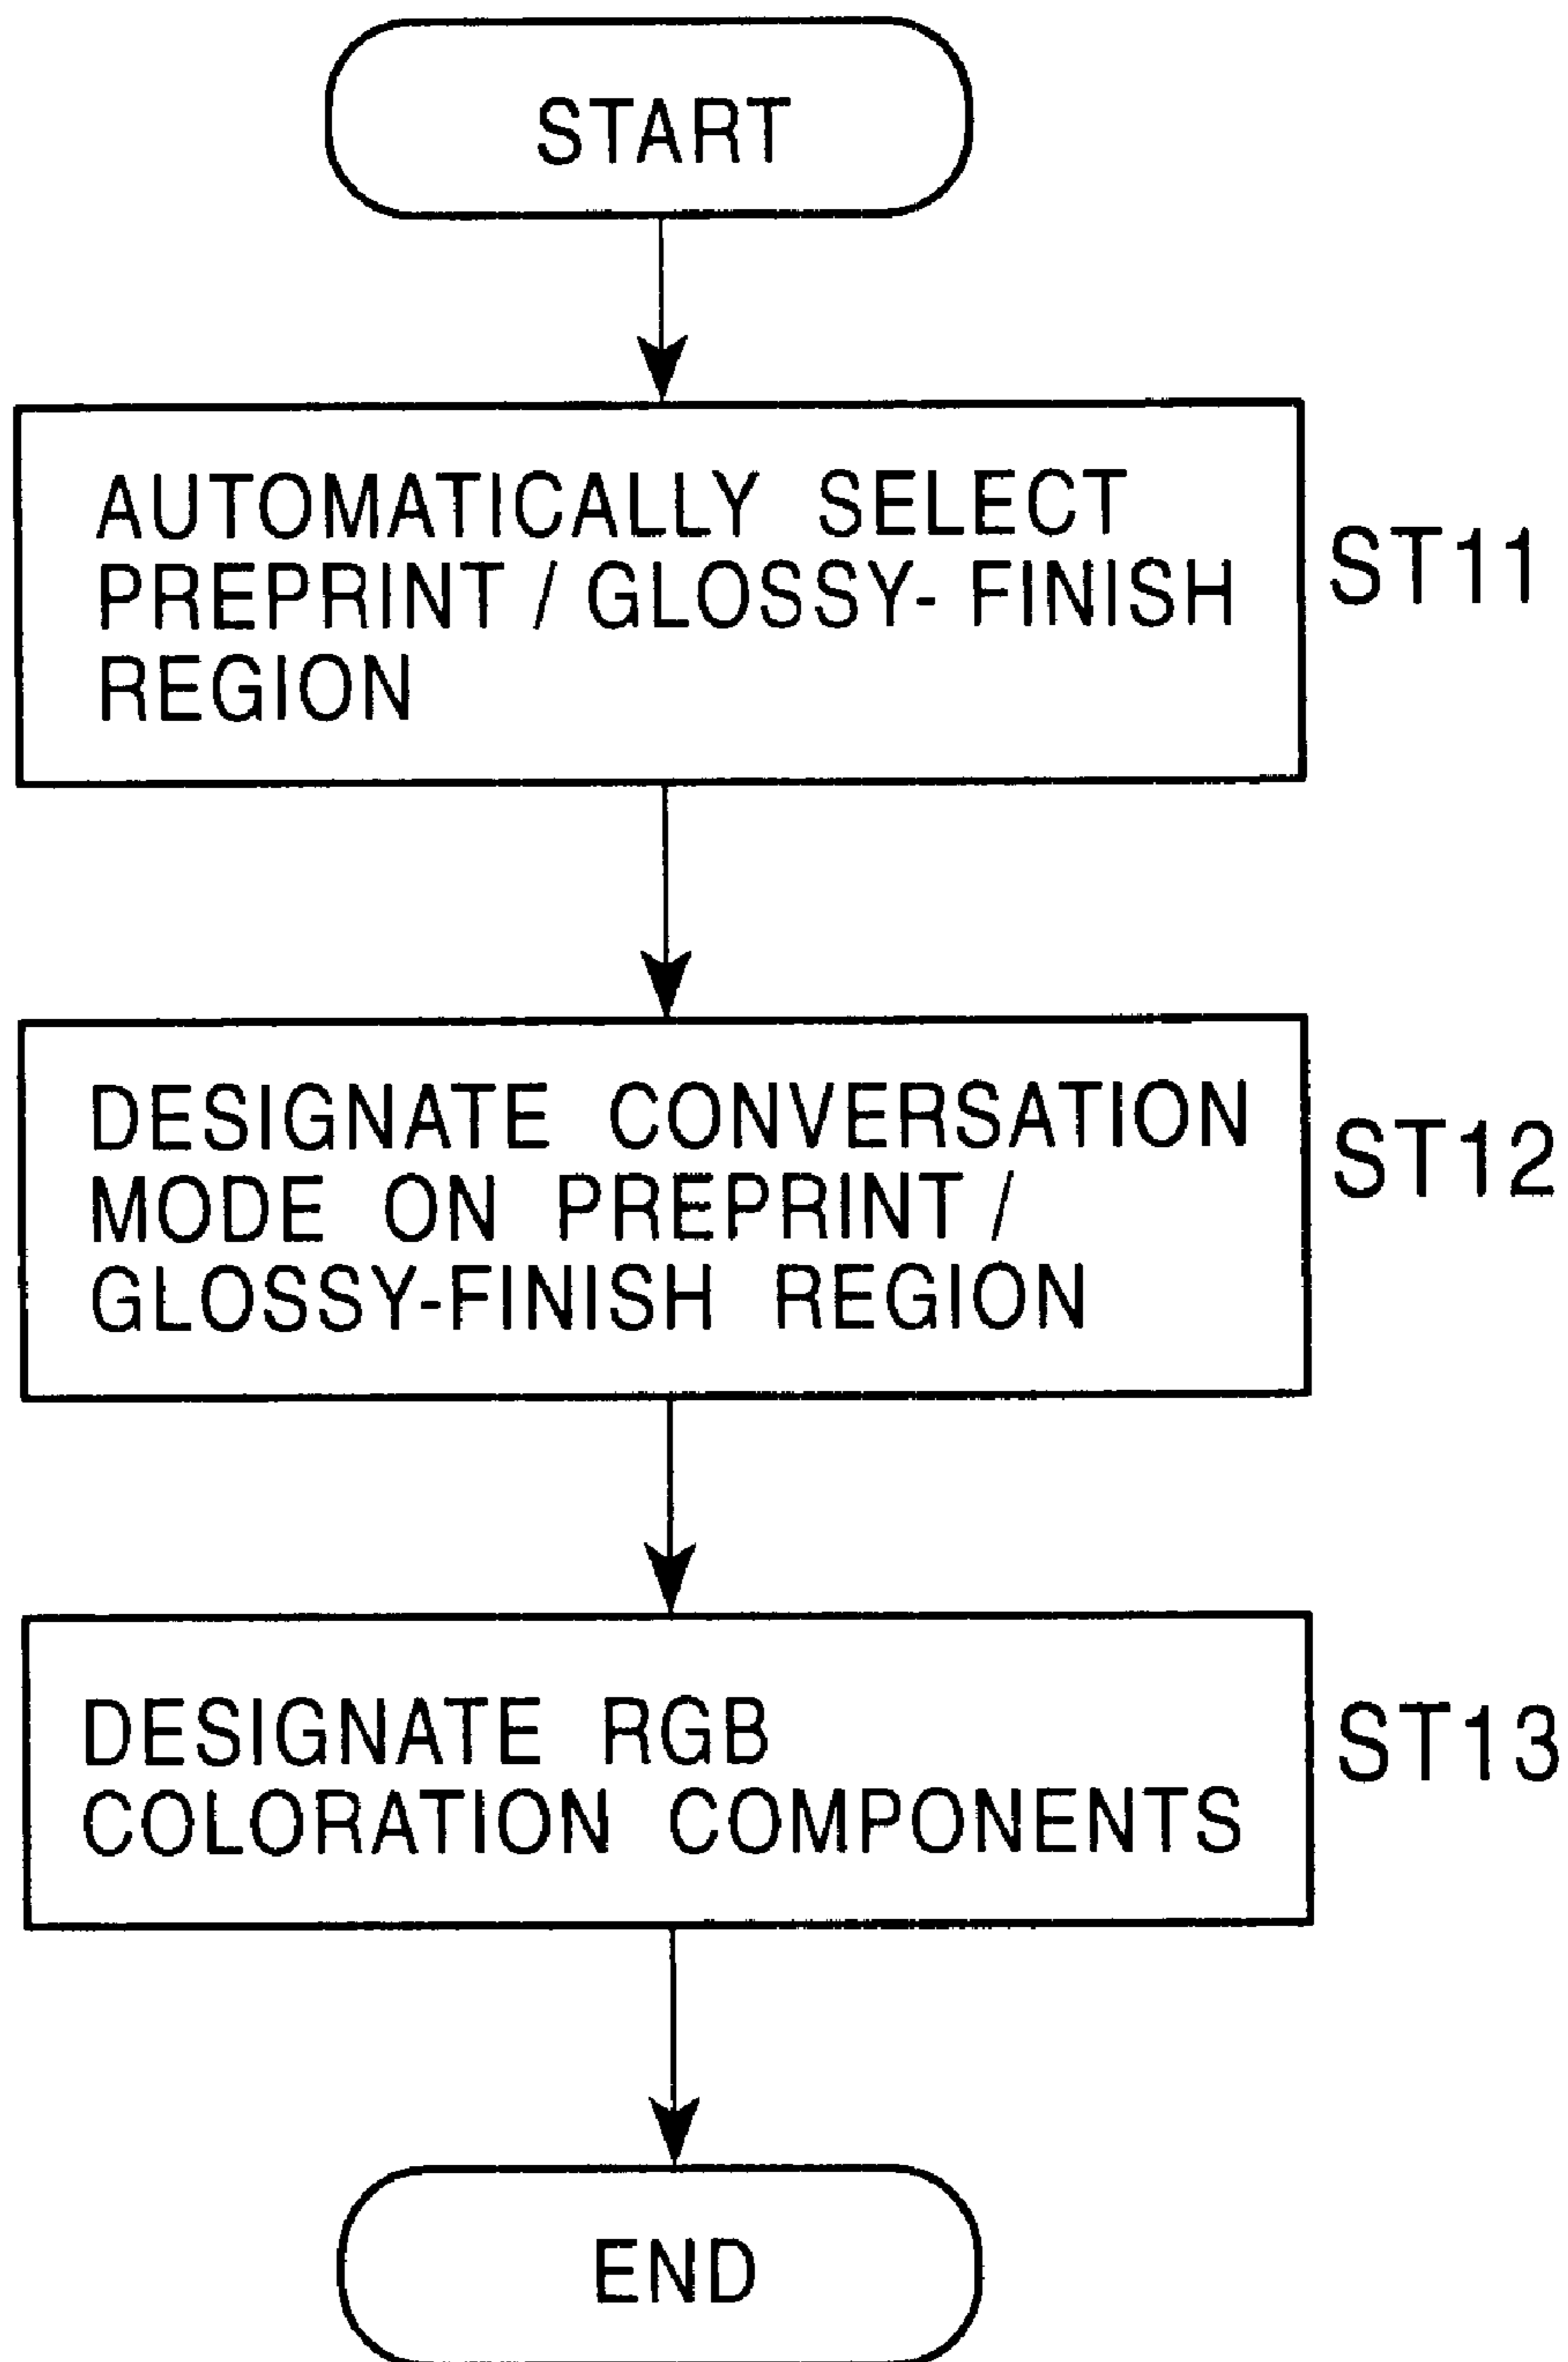 START
AUTOMATICALLY SELECT
PREPRINT / GLOSSY- FINISH
REGION
ST11
DESIGNATE CONVERSATION
MODE ON PREPRINT /
GLOSSY-FINISH REGION
ST12
DESIGNATE RGB
COLORATION COMPONENTS
ST13
END